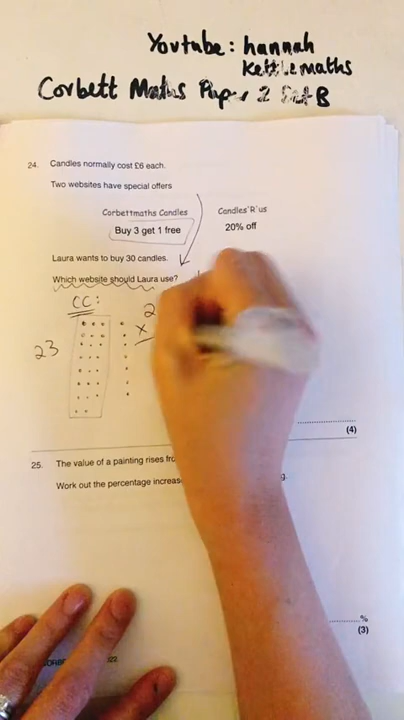 Youtube: hannah
kettlemaths
Corbett Maths Paper 2 Set B
24. Candles normally cost £6 each.
Two websites have special offers
Corbettmaths Candles
Candles'R'us
Buy 3 get 1 free
20% off
Laura wants to buy 30 candles.
Which website should Laura use?
CC:
2
x
23
(4)
25. The value of a painting rises
Work out the percentage
%
(3)